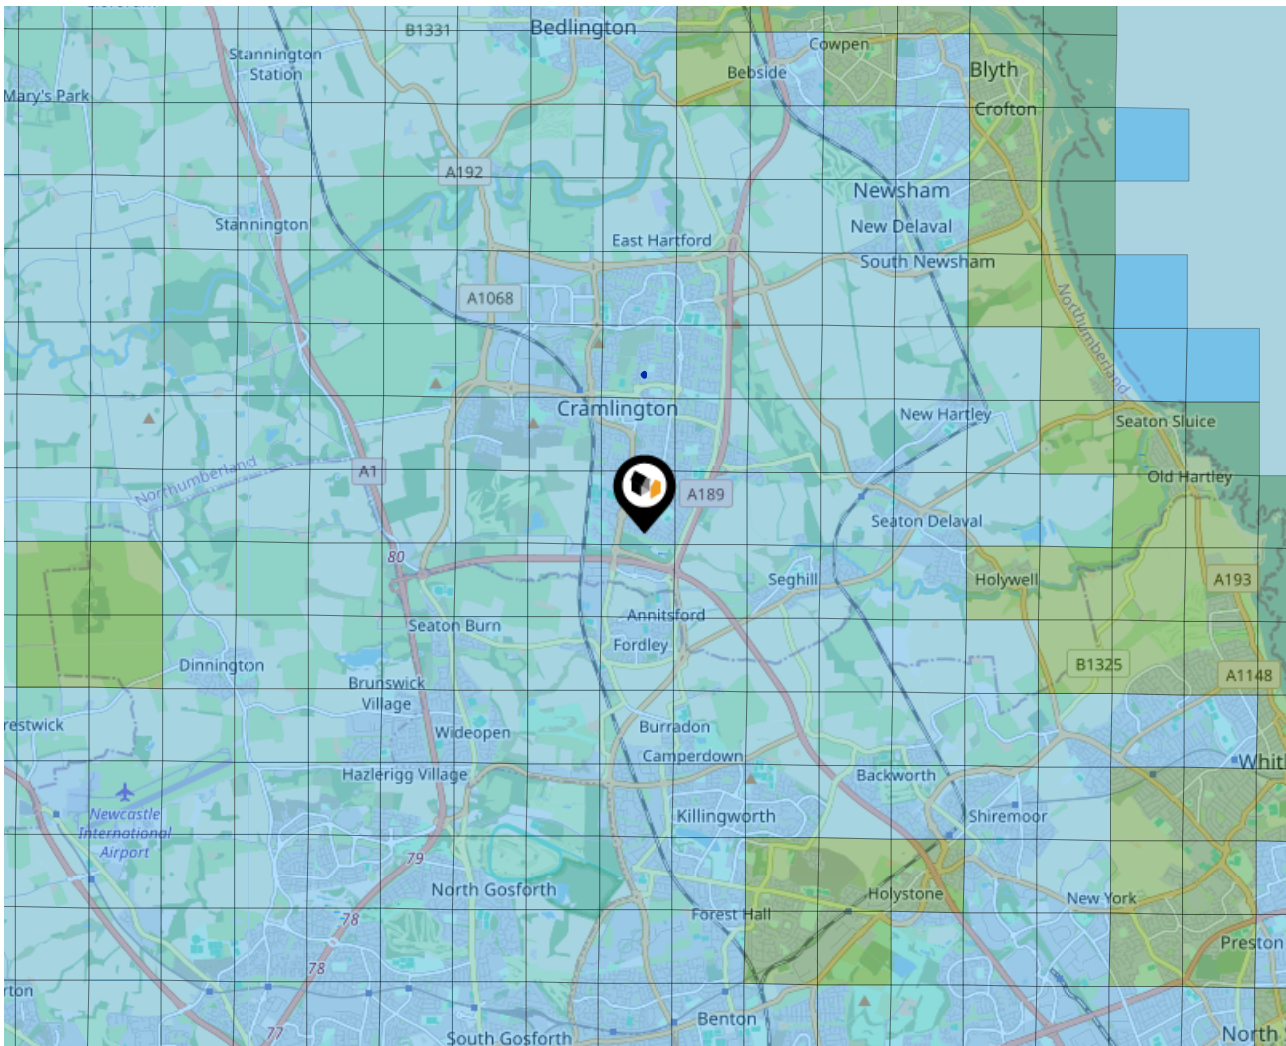 B1331
Bedlington
Stannington
Station
Cowpen
Bebside
Blyth
Mary's Park
Crofton
A192
Newsham
Stannington
New Delaval
East Hartford
South Newsham
A1068
Northumberland
Cramlington
New Hartley
Seaton Sluice
Northumberland
A1
Old Hartley
A189
Seaton Delaval
80
Seghill
Holywell
A193
Annitsford
Seaton Burn
Fordley
Dinnington
B1325
A1148
Brunswick
Village
restwick
Burradon
Wideopen
Camperdown
Whitl
Hazlerigg Village
Backworth
Newcastle
International
Airport
Killingworth
Shiremoor
79
North Gosforth
Holystone
New York
Forest Hall
78
Preston
78
rton
Benton
77
South Gosforth
North